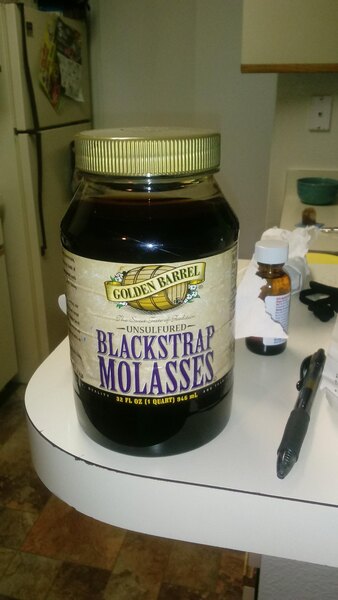 GOLDEN BARREL
UNSULFURED
BLACKSTRAP
MOLASSES
32 FL OZ (1 QUART) 946 mL